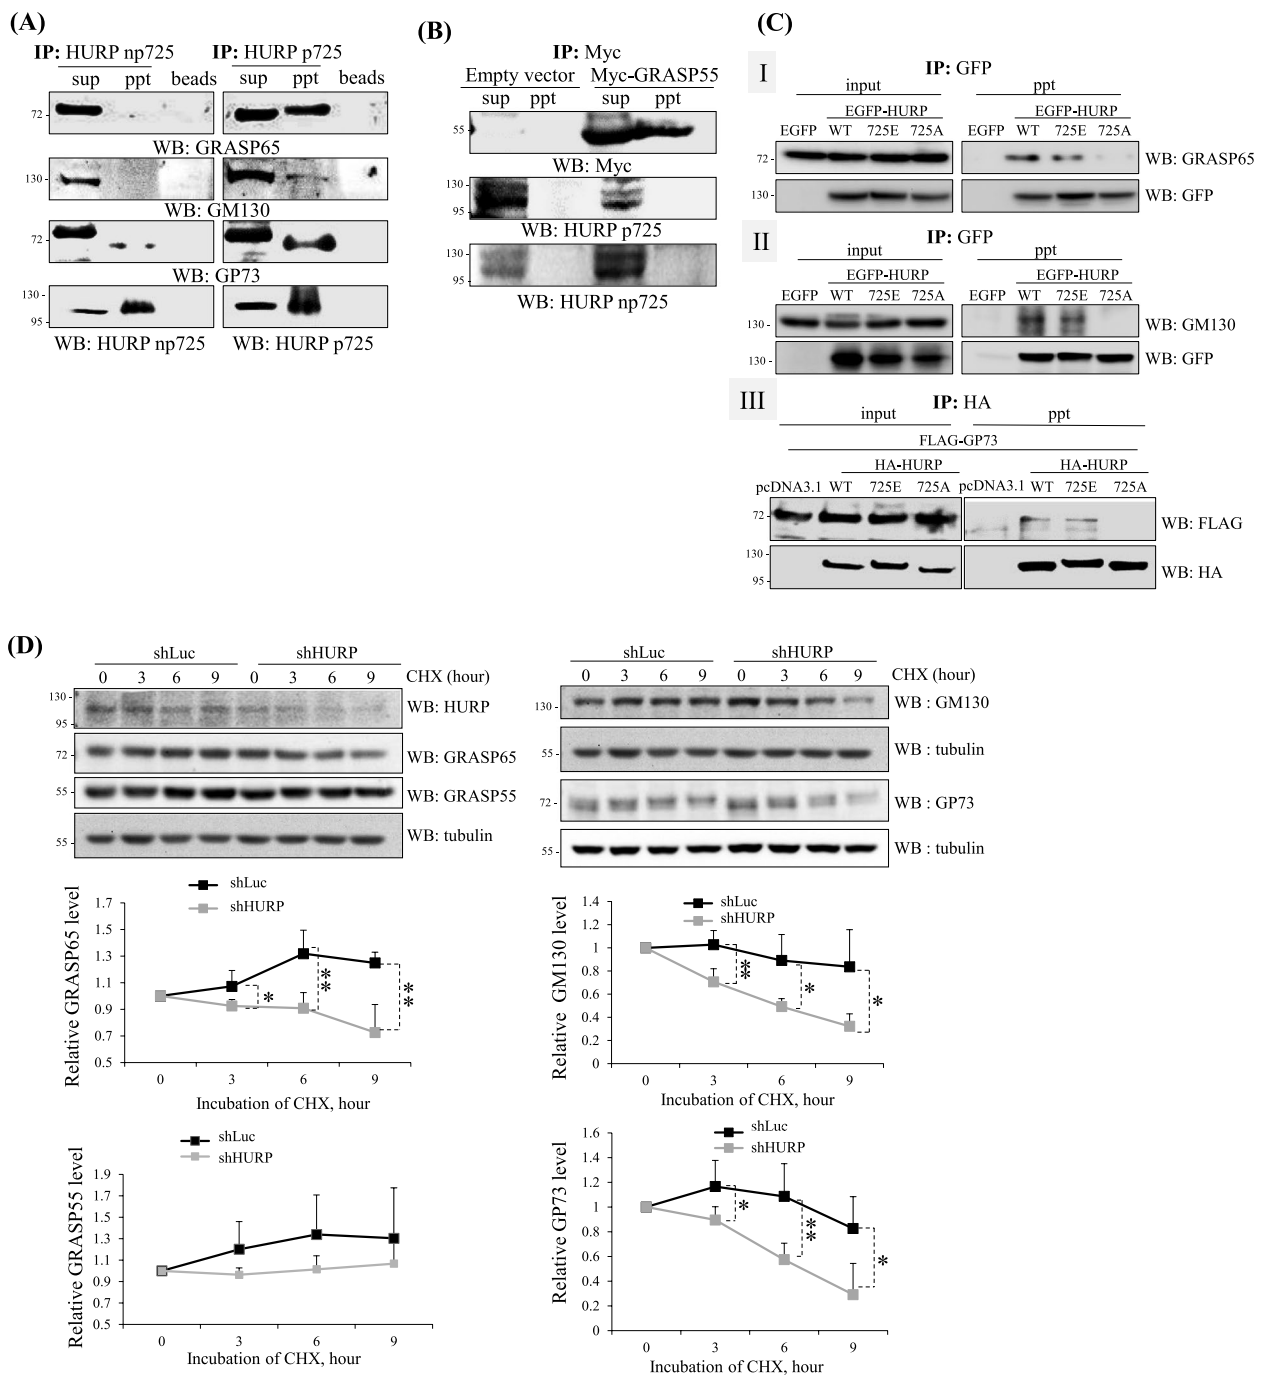 (A)
IP: HURP np725
IP: HURP p725
sup ppt beads
sup ppt beads
72
WB: GRASP65
130
WB: GM130
72
WB: GP73
130
95
WB: HURP np725
WB: HURP p725
(B)
IP: Myc
Empty vector
Myc-GRASP55
sup ppt
sup ppt
55
WB: Myc
130
95
WB: HURP p725
130
95
WB: HURP np725
(C)
I
IP: GFP
input
ppt
EGFP-HURP
EGFP-HURP
EGFP WT 725E 725A
EGFP WT 725E 725A
72
WB: GRASP65
130
WB: GFP
II
IP: GFP
input
ppt
EGFP-HURP
EGFP-HURP
EGFP WT 725E 725A
EGFP WT 725E 725A
130
WB: GM130
130
WB: GFP
III
IP: HA
input
ppt
FLAG-GP73
HA-HURP
HA-HURP
pcDNA3.1 WT 725E 725A
pcDNA3.1 WT 725E 725A
72
WB: FLAG
130
95
WB: HA
(D)
shLuc
shHURP
0 3 6 9 0 3 6 9 CHX (hour)
130
95
WB: HURP
72
WB: GRASP65
55
WB: GRASP55
55
WB: tubulin
shLuc
shHURP
0 3 6 9 0 3 6 9 CHX (hour)
130
WB : GM130
55
WB : tubulin
72
WB : GP73
55
WB : tubulin
shLuc
shHURP
Relative GRASP65 level
1.7
1.5
1.3
1.1
0.9
0.7
0.5
*
**
**
0 3 6 9
Incubation of CHX, hour
shLuc
shHURP
Relative GM130 level
1.4
1.2
1
0.8
0.6
0.4
0.2
0
**
*
*
0 3 6 9
Incubation of CHX, hour
shLuc
shHURP
Relative GRASP55 level
1.9
1.7
1.5
1.3
1.1
0.9
0.7
0.5
0 3 6 9
Incubation of CHX, hour
shLuc
shHURP
Relative GP73 level
1.6
1.4
1.2
1
0.8
0.6
0.4
0.2
0
*
**
*
0 3 6 9
Incubation of CHX, hour